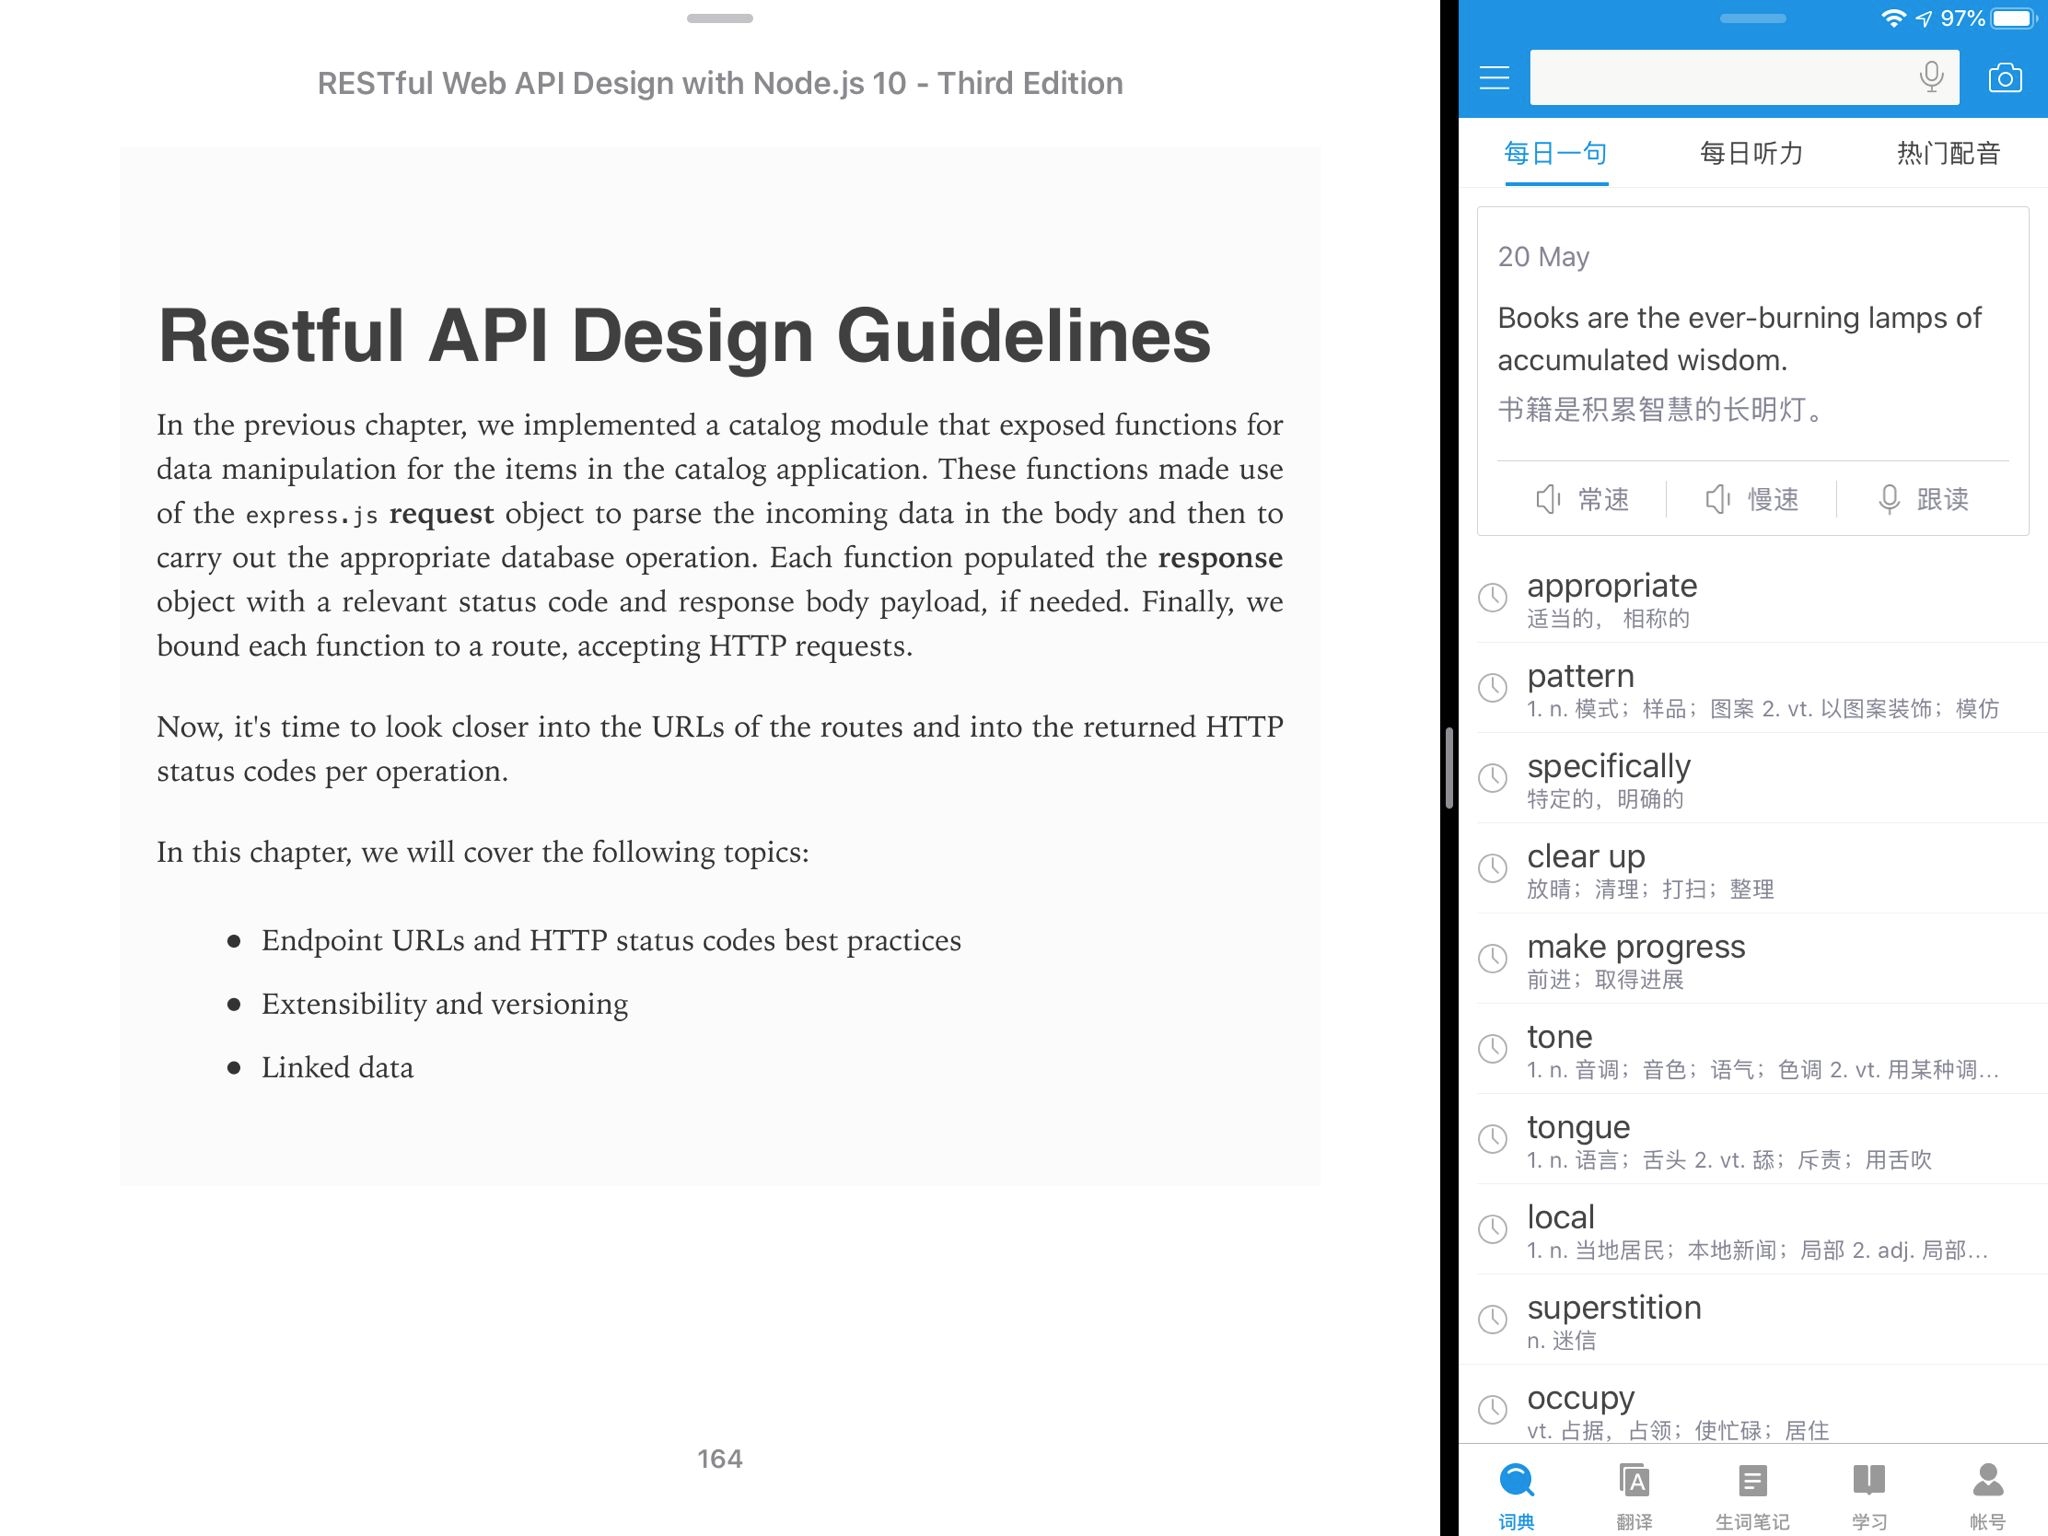 RESTful Web API Design with Node.js 10 - Third Edition
Restful API Design Guidelines
In the previous chapter, we implemented a catalog module that exposed functions for
data manipulation for the items in the catalog application. These functions made use
of the express.js request object to parse the incoming data in the body and then to
carry out the appropriate database operation. Each function populated the response
object with a relevant status code and response body payload, if needed. Finally, we
bound each function to a route, accepting HTTP requests.
Now, it's time to look closer into the URLs of the routes and into the returned HTTP
status codes per operation.
In this chapter, we will cover the following topics:
● Endpoint URLs and HTTP status codes best practices
● Extensibility and versioning
● Linked data
164
97%
每日一句 每日听力 热门配音
20 May
Books are the ever-burning lamps of
accumulated wisdom.
书籍是积累智慧的长明灯。
常速 慢速 跟读
appropriate
适当的， 相称的
pattern
1. n. 模式；样品；图案 2. vt. 以图案装饰；模仿
specifically
特定的，明确的
clear up
放晴；清理；打扫；整理
make progress
前进；取得进展
tone
1. n. 音调；音色；语气；色调 2. vt. 用某种调...
tongue
1. n. 语言；舌头 2. vt. 舔；斥责；用舌吹
local
1. n. 当地居民；本地新闻；局部 2. adj. 局部...
superstition
n. 迷信
occupy
vt. 占据，占领；使忙碌；居住
词典 翻译 生词笔记 学习 帐号